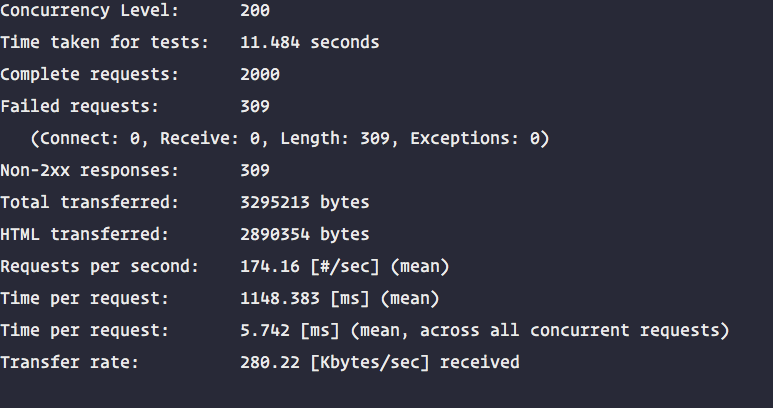 Concurrency Level:      200
Time taken for tests:   11.484 seconds
Complete requests:      2000
Failed requests:        309
   (Connect: 0, Receive: 0, Length: 309, Exceptions: 0)
Non-2xx responses:      309
Total transferred:      3295213 bytes
HTML transferred:       2890354 bytes
Requests per second:    174.16 [#/sec] (mean)
Time per request:       1148.383 [ms] (mean)
Time per request:       5.742 [ms] (mean, across all concurrent requests)
Transfer rate:          280.22 [Kbytes/sec] received